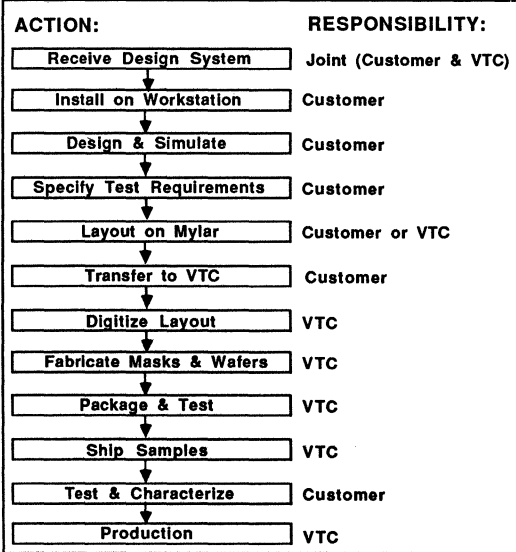 ACTION: RESPONSIBILITY:
Receive Design System Joint (Customer & VTC)
Install on Workstation Customer
Design & Simulate Customer
Specify Test Requirements Customer
Layout on Mylar Customer or VTC
Transfer to VTC Customer
Digitize Layout VTC
Fabricate Masks & Wafers VTC
Package & Test VTC
Ship Samples VTC
Test & Characterize Customer
Production VTC